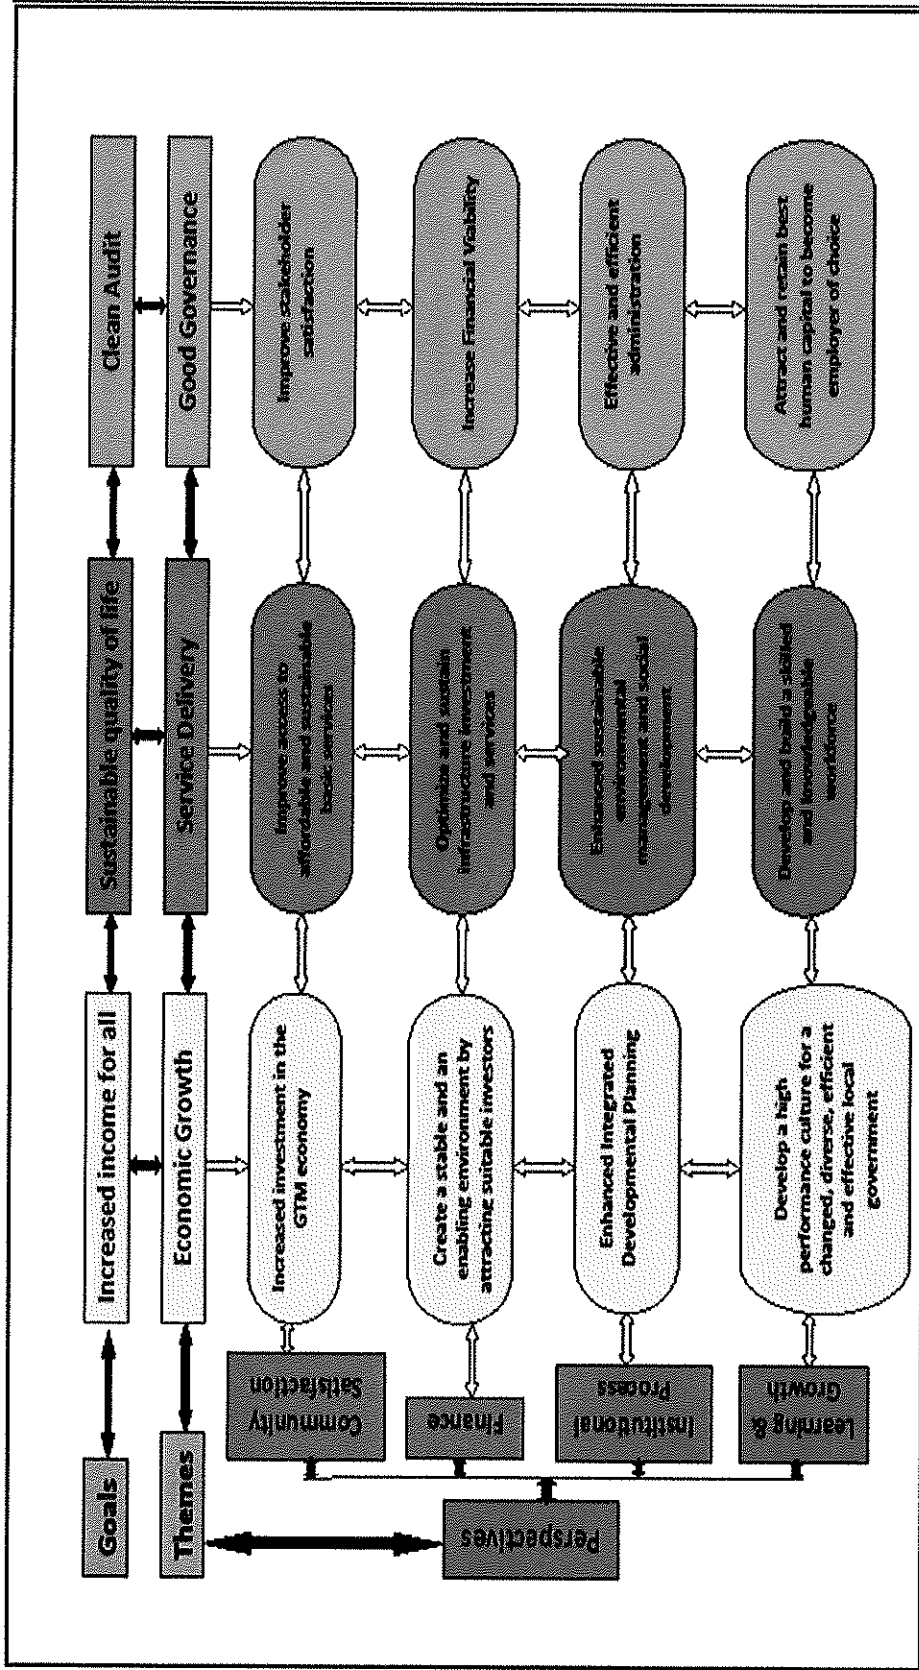 Goals
Increased income for all
Sustainable quality of life
Clean Audit
Themes
Economic Growth
Service Delivery
Good Governance
Perspectives
Community
Satisfaction
Increased investment in the
GTM economy
Improve access to
affordable and sustainable
basic services
Improve stakeholder
satisfaction
Finance
Create a stable and an
enabling environment by
attracting suitable investors
Optimize and sustain
infrastructure investment
and services
Increase Financial Viability
Institutional
Process
Enhanced Integrated
Developmental Planning
Enhanced sustainable
environmental
management and social
development
Effective and efficient
administration
Learning &
Growth
Develop a high
performance culture for a
changed, diverse, efficient
and effective local
government
Develop and build a skilled
and knowledgeable
workforce
Attract and retain best
human capital to become
employer of choice